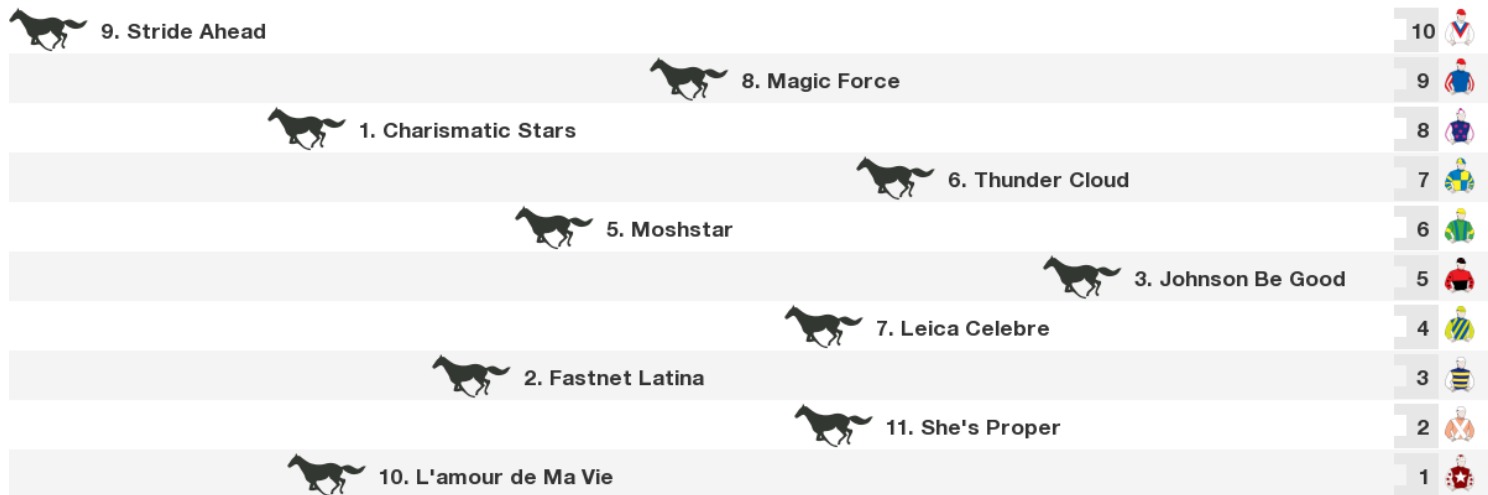 9. Stride Ahead 10
8. Magic Force 9
1. Charismatic Stars 8
6. Thunder Cloud 7
5. Moshstar 6
3. Johnson Be Good 5
7. Leica Celebre 4
2. Fastnet Latina 3
11. She's Proper 2
10. L'amour de Ma Vie 1